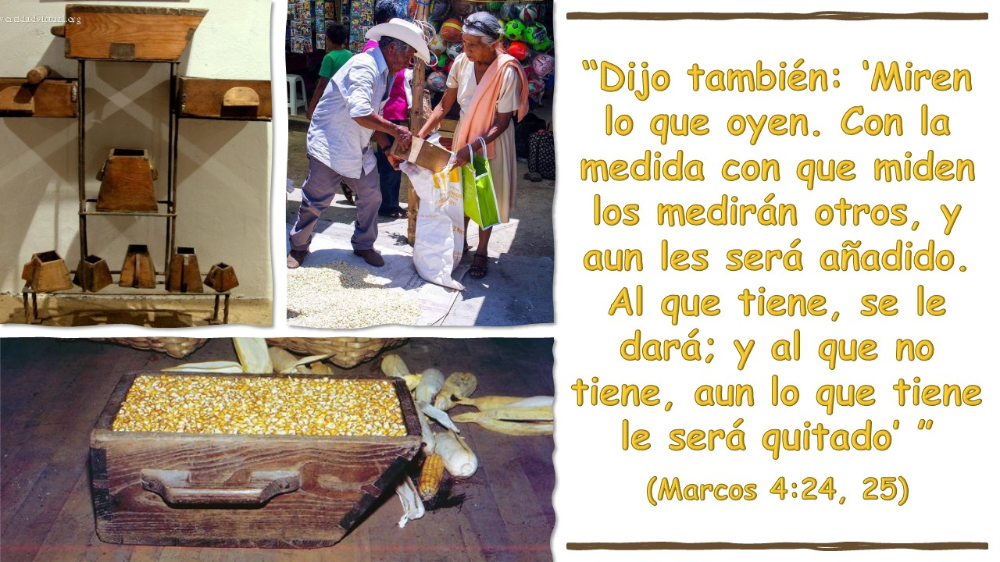 “Dijo también: ‘Miren
lo que oyen. Con la
medida con que miden
los medirán otros, y
aun les será añadido.
Al que tiene, se le
dará; y al que no
tiene, aun lo que tiene
le será quitado’ ”
(Marcos 4:24, 25)